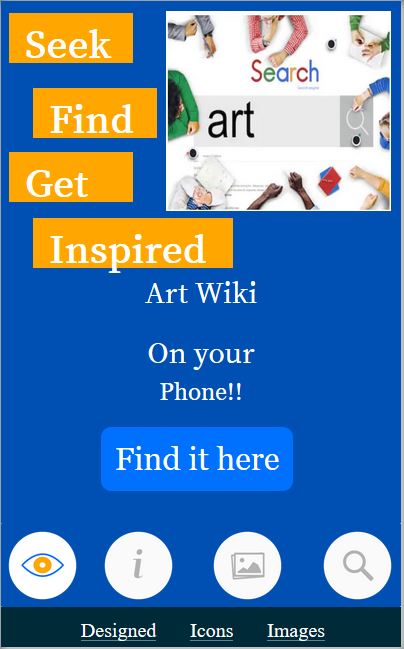 Seek
Find
Get
Inspired
Search
art
Art Wiki
On your
Phone!!
Find it here
i
Designed Icons Images